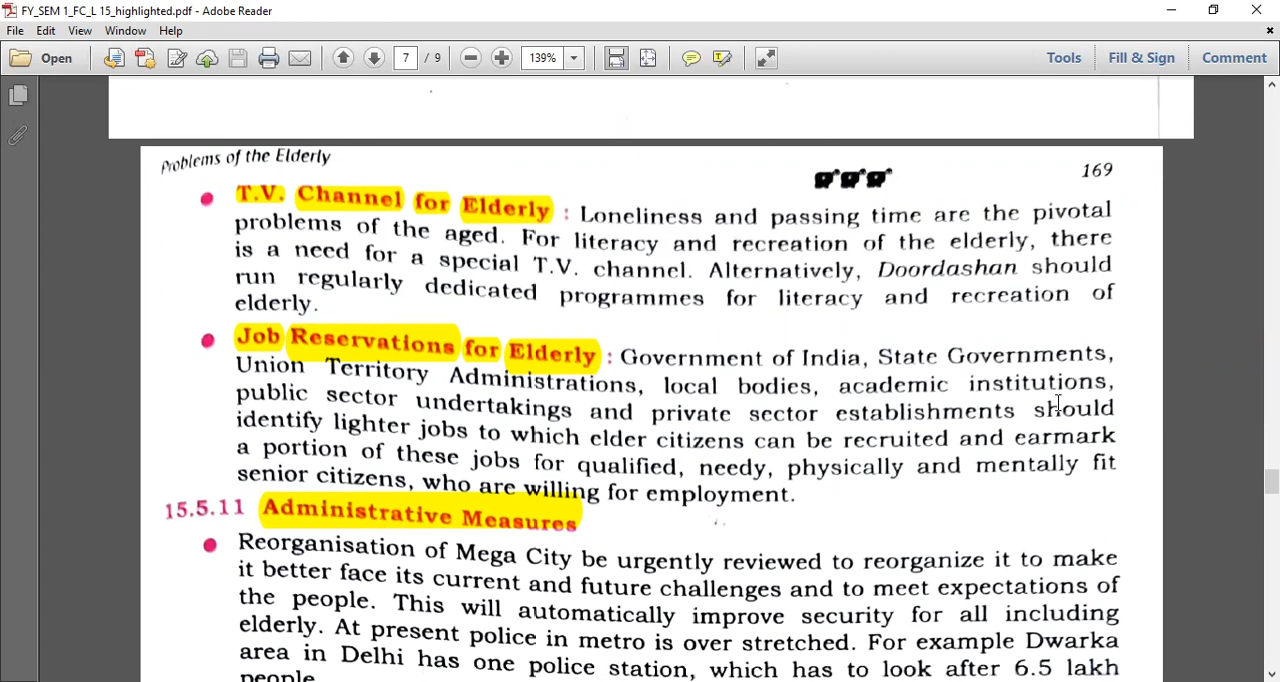 FY_SEM 1_FC_L 15_highlighted.pdf - Adobe Reader
File Edit View Window Help
Open 7 / 9 139% Tools Fill & Sign Comment
Problems of the Elderly 169
T.V. Channel for Elderly : Loneliness and passing time are the pivotal
problems of the aged. For literacy and recreation of the elderly, there
is a need for a special T.V. channel. Alternatively, Doordashan should
run regularly dedicated programmes for literacy and recreation of
elderly.
Job Reservations for Elderly : Government of India, State Governments,
Union Territory Administrations, local bodies, academic institutions,
public sector undertakings and private sector establishments should
identify lighter jobs to which elder citizens can be recruited and earmark
a portion of these jobs for qualified, needy, physically and mentally fit
senior citizens, who are willing for employment.
15.5.11 Administrative Measures
Reorganisation of Mega City be urgently reviewed to reorganize it to make
it better face its current and future challenges and to meet expectations of
the people. This will automatically improve security for all including
elderly. At present police in metro is over stretched. For example Dwarka
area in Delhi has one police station, which has to look after 6.5 lakh
people.